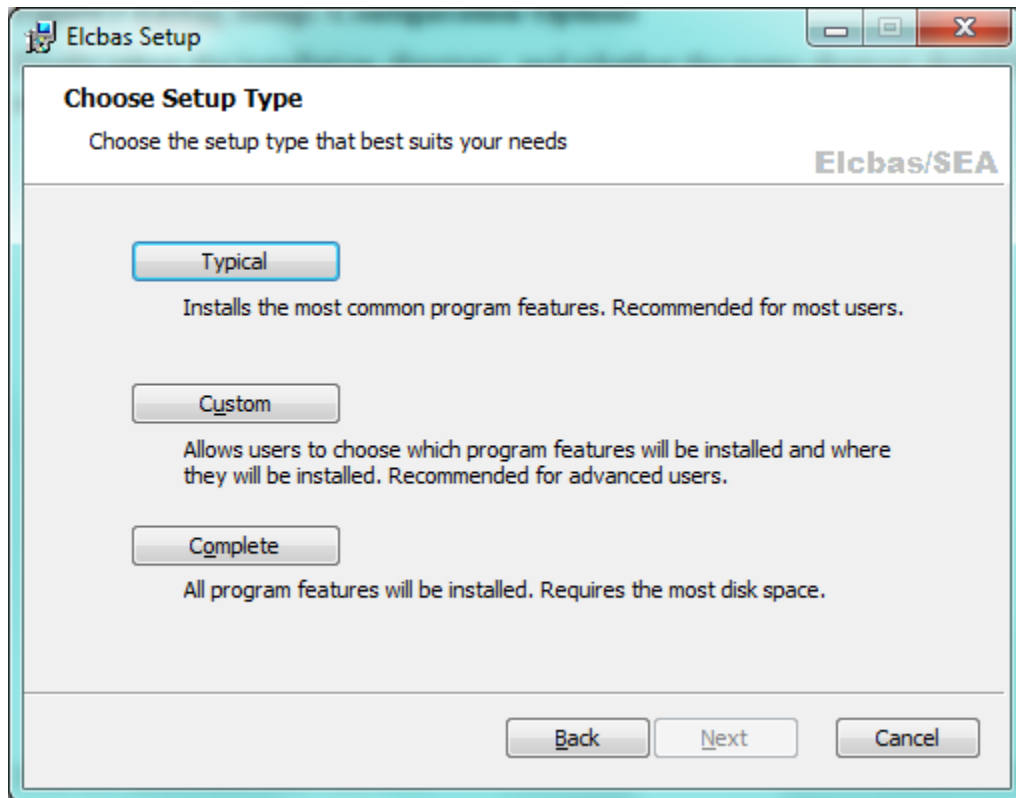 Elcbas Setup
Choose Setup Type
Choose the setup type that best suits your needs
Elcbas/SEA
Typical
Installs the most common program features. Recommended for most users.
Custom
Allows users to choose which program features will be installed and where
they will be installed. Recommended for advanced users.
Complete
All program features will be installed. Requires the most disk space.
Back
Next
Cancel